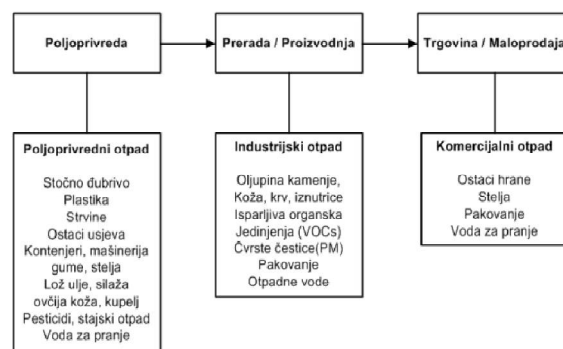 Poljoprivreda
Prerada / Proizvodnja
Trgovina / Maloprodaja
Poljoprivredni otpad
Stočno đubrivo
Plastika
Strvine
Ostaci usjeva
Kontenjeri, mašinerija
gume, stelja
Lož ulje, silaža
ovčija koža, kupelj
Pesticidi, stajski otpad
Voda za pranje
Industrijski otpad
Oljupina kamenje,
Koža, krv, iznutrice
Isparljiva organska
Jedinjenja (VOCs)
Čvrste čestice(PM)
Pakovanje
Otpadne vode
Komercijalni otpad
Ostaci hrane
Stelja
Pakovanje
Voda za pranje